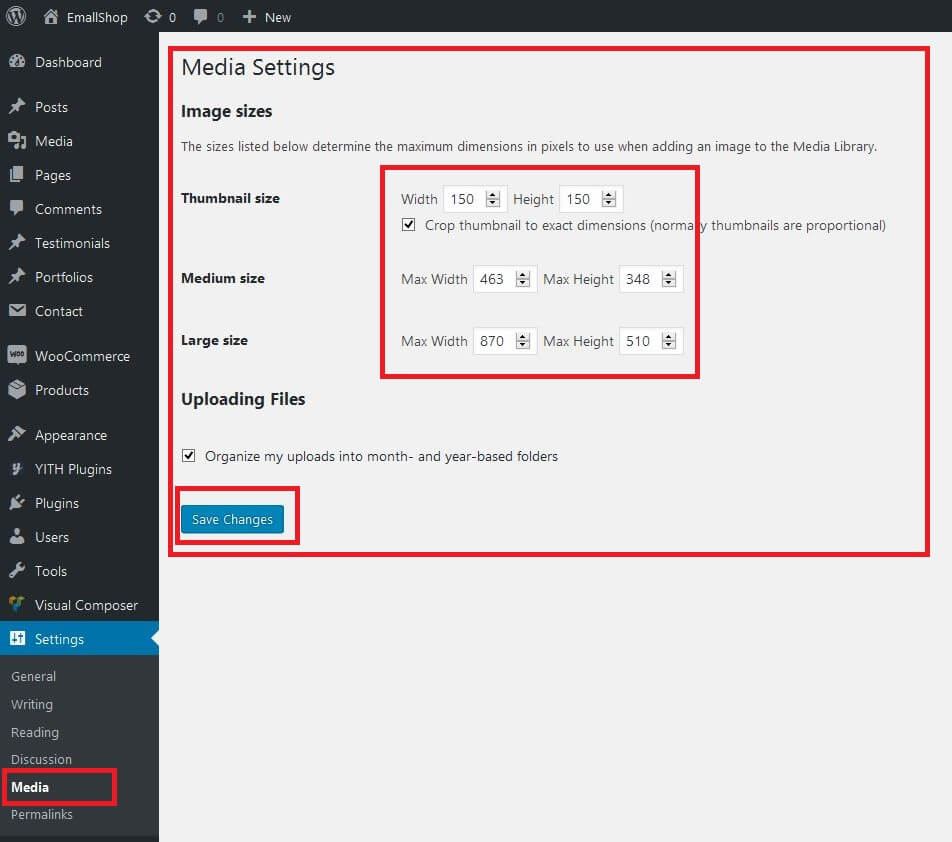 EmallShop 0 0 New
Dashboard
Posts
Media
Pages
Comments
Testimonials
Portfolios
Contact
WOO WooCommerce
Products
Appearance
YITH Plugins
Plugins
Users
Tools
Visual Composer
Settings
General
Writing
Reading
Discussion
Media
Permalinks
Media Settings
Image sizes
The sizes listed below determine the maximum dimensions in pixels to use when adding an image to the Media Library.
Thumbnail size Width 150 Height 150
Crop thumbnail to exact dimensions (normally thumbnails are proportional)
Medium size Max Width 463 Max Height 348
Large size Max Width 870 Max Height 510
Uploading Files
Organize my uploads into month- and year-based folders
Save Changes